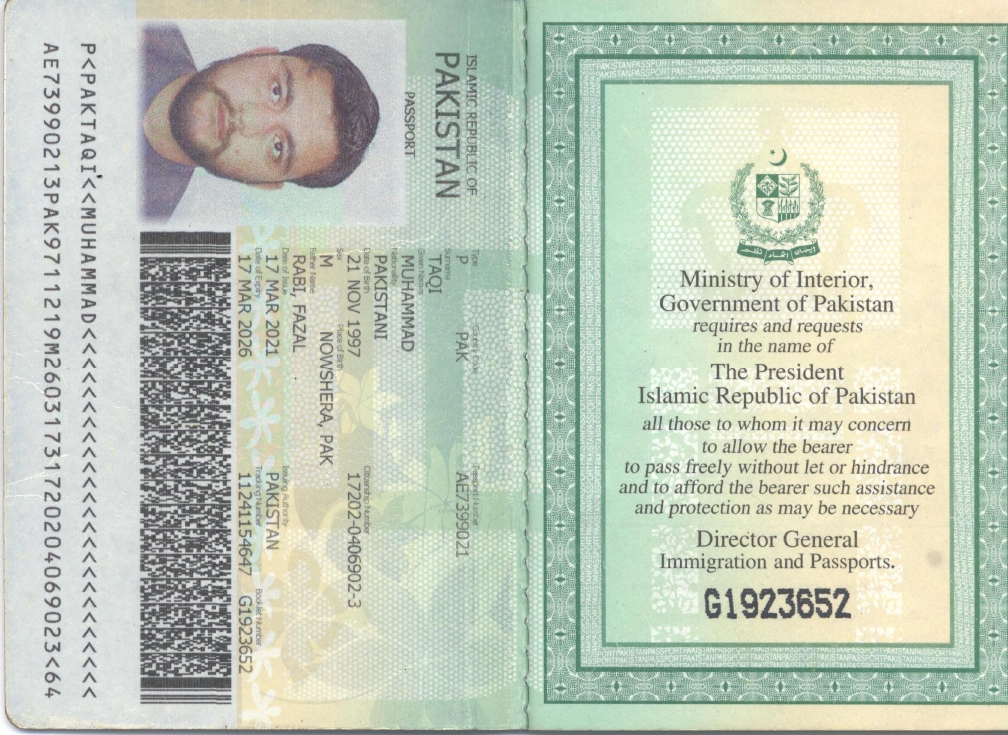 Ministry of Interior,
Government of Pakistan
requires and requests
in the name of
The President
Islamic Republic of Pakistan
all those to whom it may concern
to allow the bearer
to pass freely without let or hindrance
and to afford the bearer such assistance
and protection as may be necessary
Director General
Immigration and Passports.
G1923652
ISLAMIC REPUBLIC OF
PAKISTAN
PASSPORT
Type Country Code Passport Number
P PAK AE7399021
Surname
TAQI
Given Names
MUHAMMAD
Nationality
PAKISTANI
Date of Birth Citizenship Number
21 NOV 1997 17202-0406902-3
Sex Place of Birth
M NOWSHERA, PAK
Father Name
RABI, FAZAL
Date of Issue Issuing Authority
17 MAR 2021 PAKISTAN
Date of Expiry Tracking Number Booklet Number
17 MAR 2026 11241154647 G1923652
P<PAKTAQI<<MUHAMMAD<<<<<<<<<<<<<<<<<<<<<<<<<
AE73990213PAK9711219M260317317202040690​23<64